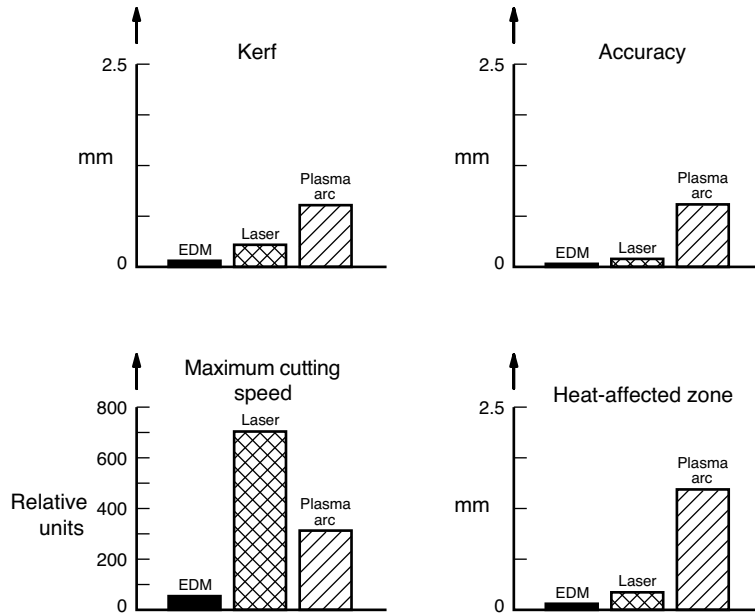 Kerf
2.5
mm
0
EDM
Laser
Plasma
arc
Accuracy
2.5
mm
0
EDM
Laser
Plasma
arc
Maximum cutting
speed
800
600
400
200
0
Relative
units
EDM
Laser
Plasma
arc
Heat-affected zone
2.5
mm
0
EDM
Laser
Plasma
arc